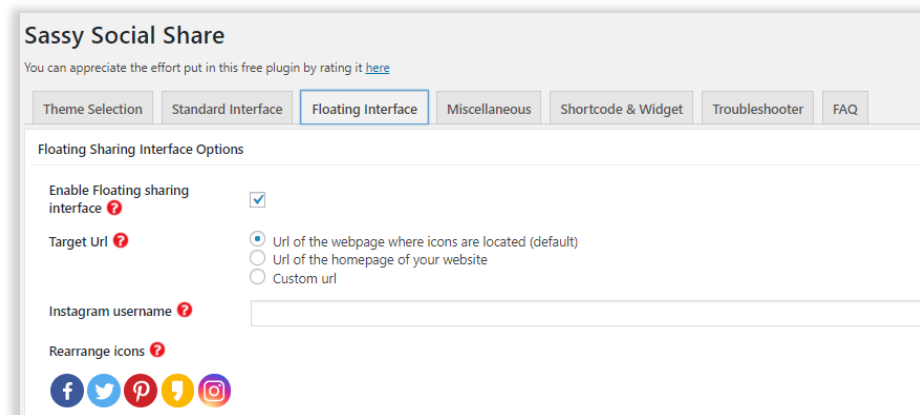 Sassy Social Share
You can appreciate the effort put in this free plugin by rating it here
Theme Selection Standard Interface Floating Interface Miscellaneous Shortcode & Widget Troubleshooter FAQ
Floating Sharing Interface Options
Enable Floating sharing
interface ?
Target Url ?
Url of the webpage where icons are located (default)
Url of the homepage of your website
Custom url
Instagram username ?
Rearrange icons ?